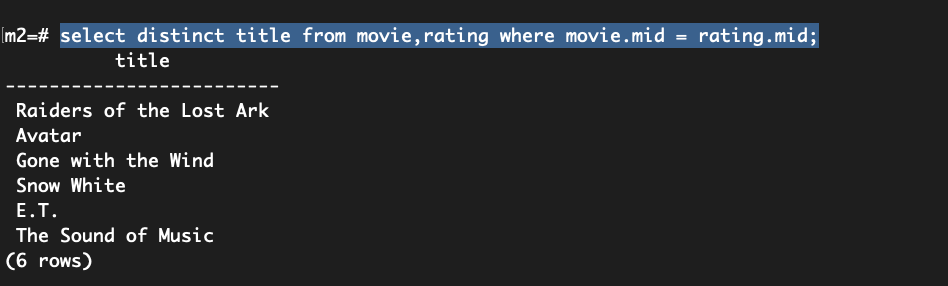 m2=# select distinct title from movie,rating where movie.mid = rating.mid;
title
-------------------------
Raiders of the Lost Ark
Avatar
Gone with the Wind
Snow White
E.T.
The Sound of Music
(6 rows)